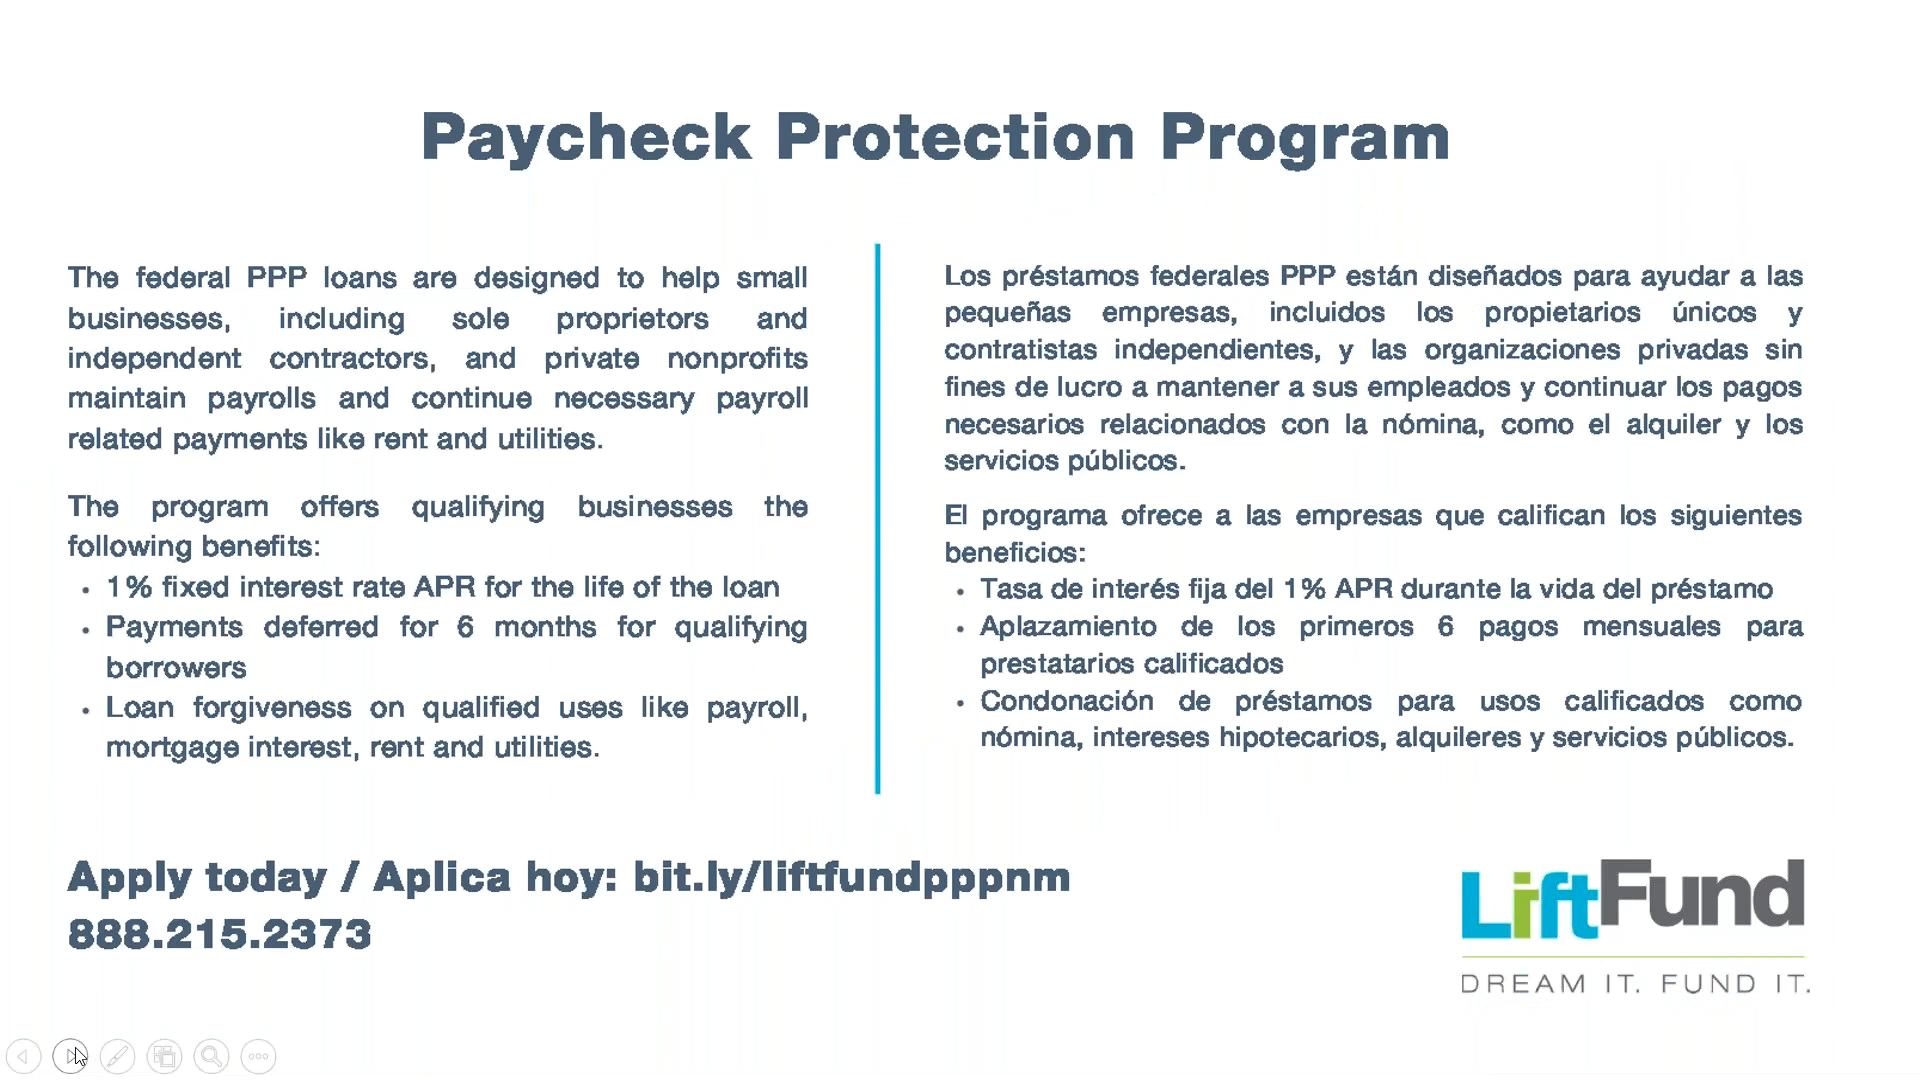 Paycheck Protection Program
The federal PPP loans are designed to help small
businesses, including sole proprietors and
independent contractors, and private nonprofits
maintain payrolls and continue necessary payroll
related payments like rent and utilities.
The program offers qualifying businesses the
following benefits:
• 1% fixed interest rate APR for the life of the loan
• Payments deferred for 6 months for qualifying
borrowers
• Loan forgiveness on qualified uses like payroll,
mortgage interest, rent and utilities.
Los préstamos federales PPP están diseñados para ayudar a las
pequeñas empresas, incluidos los propietarios únicos y
contratistas independientes, y las organizaciones privadas sin
fines de lucro a mantener a sus empleados y continuar los pagos
necesarios relacionados con la nómina, como el alquiler y los
servicios públicos.
El programa ofrece a las empresas que califican los siguientes
beneficios:
• Tasa de interés fija del 1% APR durante la vida del préstamo
• Aplazamiento de los primeros 6 pagos mensuales para
prestatarios calificados
• Condonación de préstamos para usos calificados como
nómina, intereses hipotecarios, alquileres y servicios públicos.
Apply today / Aplica hoy: bit.ly/liftfundpppnm
888.215.2373
LiftFund
DREAM IT. FUND IT.